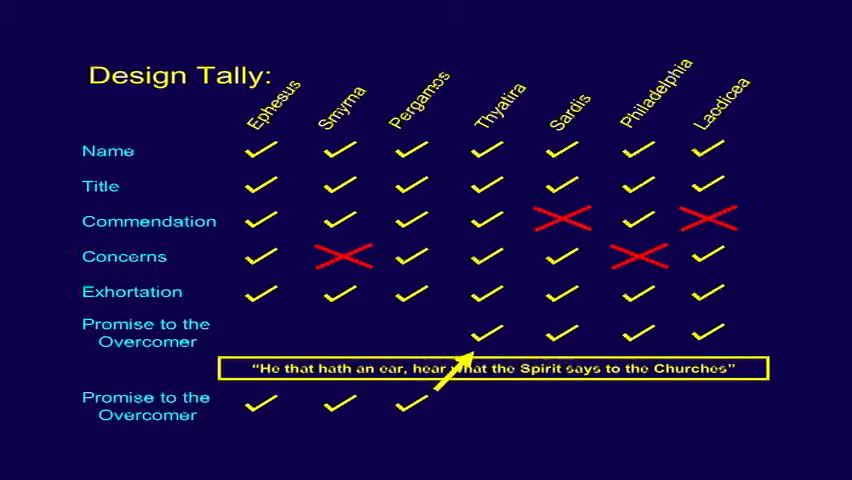 Design Tally:
Ephesus
Smyrna
Pergamos
Thyatira
Sardis
Philadelphia
Laodicea
Name
Title
Commendation
Concerns
Exhortation
Promise to the
Overcomer
“He that hath an ear, hear what the Spirit says to the Churches”
Promise to the
Overcomer